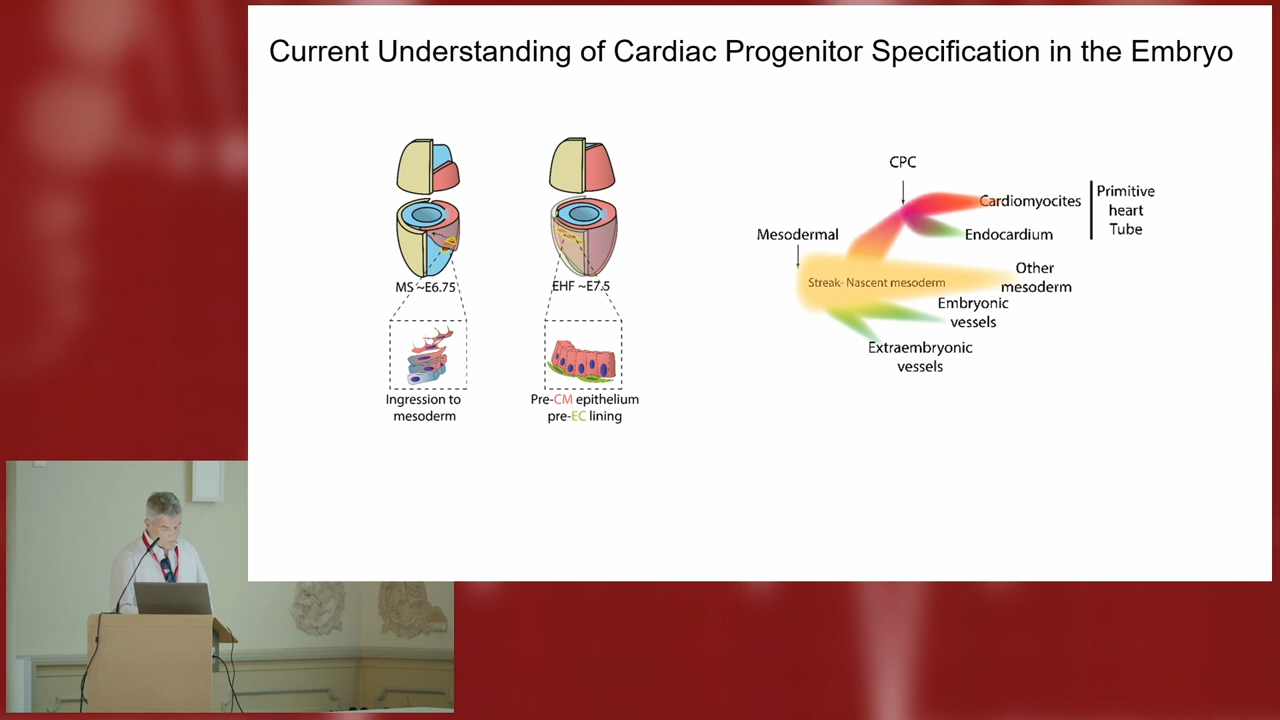 Current Understanding of Cardiac Progenitor Specification in the Embryo
MS ~E6.75
EHF ~E7.5
Ingression to
mesoderm
Pre-CM epithelium
pre-EC lining
CPC
Cardiomyocites
Endocardium
Primitive
heart
Tube
Mesodermal
Streak- Nascent mesoderm
Other
mesoderm
Embryonic
vessels
Extraembryonic
vessels